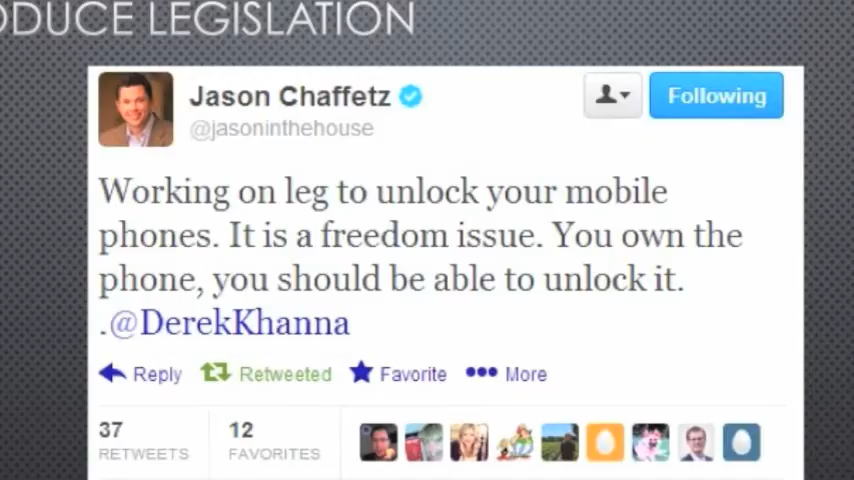 ODUCE LEGISLATION
Jason Chaffetz
@jasoninthehouse
Following
Working on leg to unlock your mobile
phones. It is a freedom issue. You own the
phone, you should be able to unlock it.
.@DerekKhanna
Reply Retweeted Favorite More
37 12
RETWEETS FAVORITES